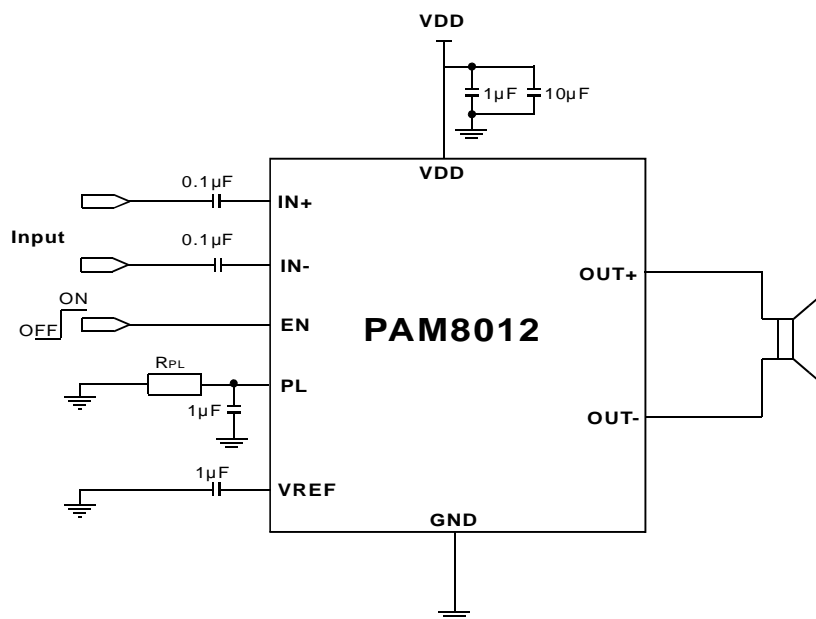 VDD
1µF 10µF
VDD
0.1µF
IN+
Input
0.1µF
IN-
OUT+
ON
OFF
EN
PAM8012
RPL
PL
1µF
OUT-
1µF
VREF
GND